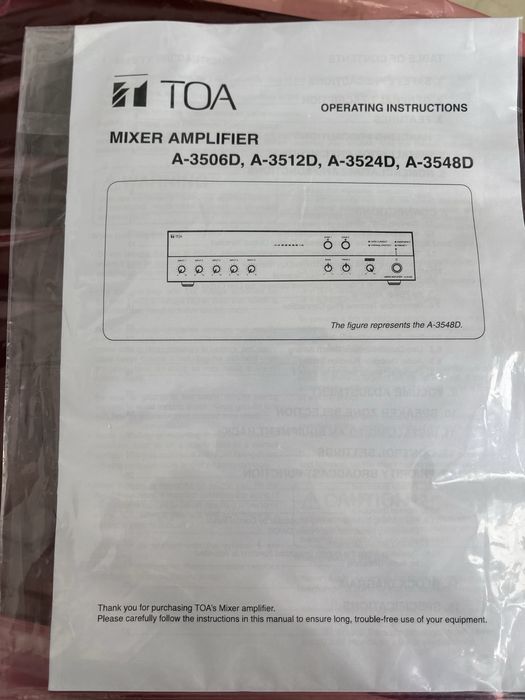 TOA
OPERATING INSTRUCTIONS
MIXER AMPLIFIER
A-3506D, A-3512D, A-3524D, A-3548D
TOA
The figure represents the A-3548D.
Thank you for purchasing TOA's Mixer amplifier.
Please carefully follow the instructions in this manual to ensure long, trouble-free use of your equipment.